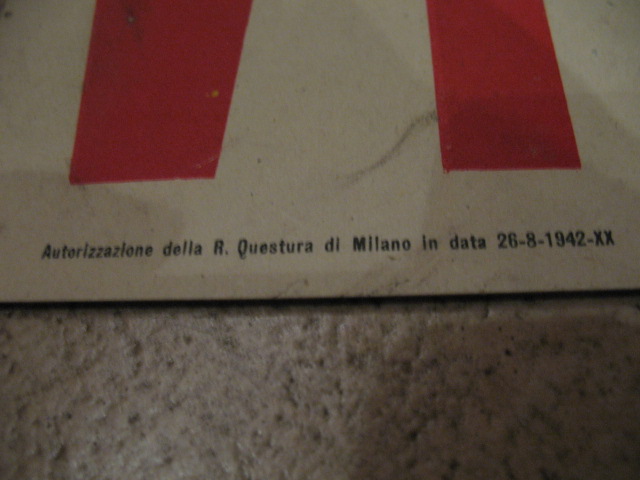 Autorizzazione della R. Questura di Milano in data 26-8-1942-XX